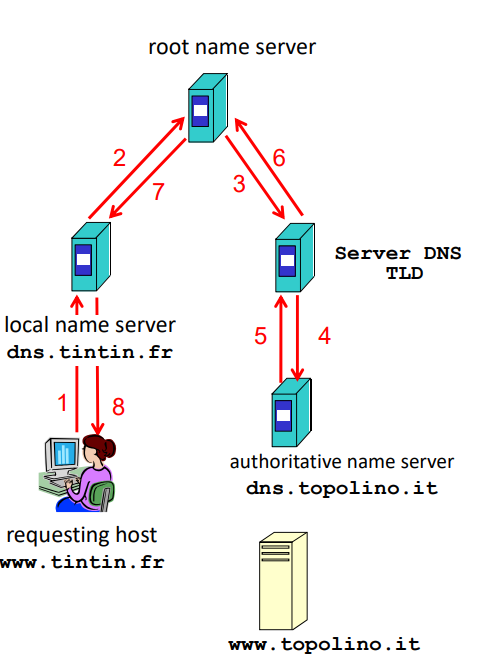 root name server
2
7
3
6
Server DNS
TLD
local name server
dns.tintin.fr
5
4
1
8
authoritative name server
dns.topolino.it
requesting host
www.tintin.fr
www.topolino.it